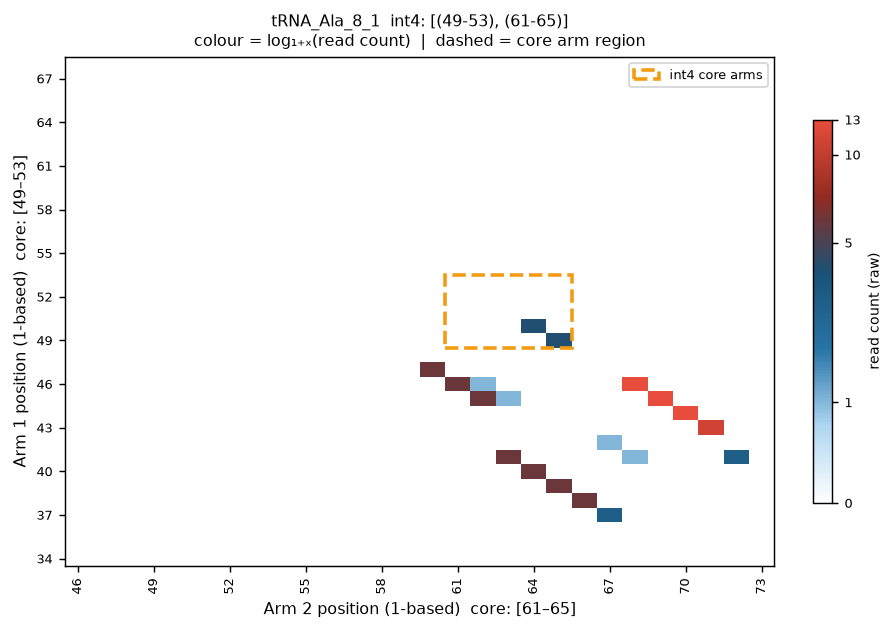 tRNA_Ala_8_1  int4: [(49-53), (61-65)]
colour = log₁₊ₓ(read count)  |  dashed = core arm region
int4 core arms
67
64
61
58
55
52
49
46
43
40
37
34
Arm 1 position (1-based)  core: [49–53]
46 49 52 55 58 61 64 67 70 73
Arm 2 position (1-based)  core: [61–65]
13
10
5
1
0
read count (raw)